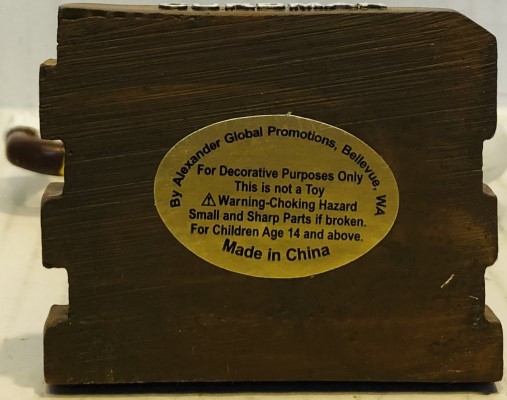 By Alexander Global Promotions, Bellevue, WA
For Decorative Purposes Only
This is not a Toy
⚠Warning-Choking Hazard
Small and Sharp Parts if broken.
For Children Age 14 and above.
Made in China